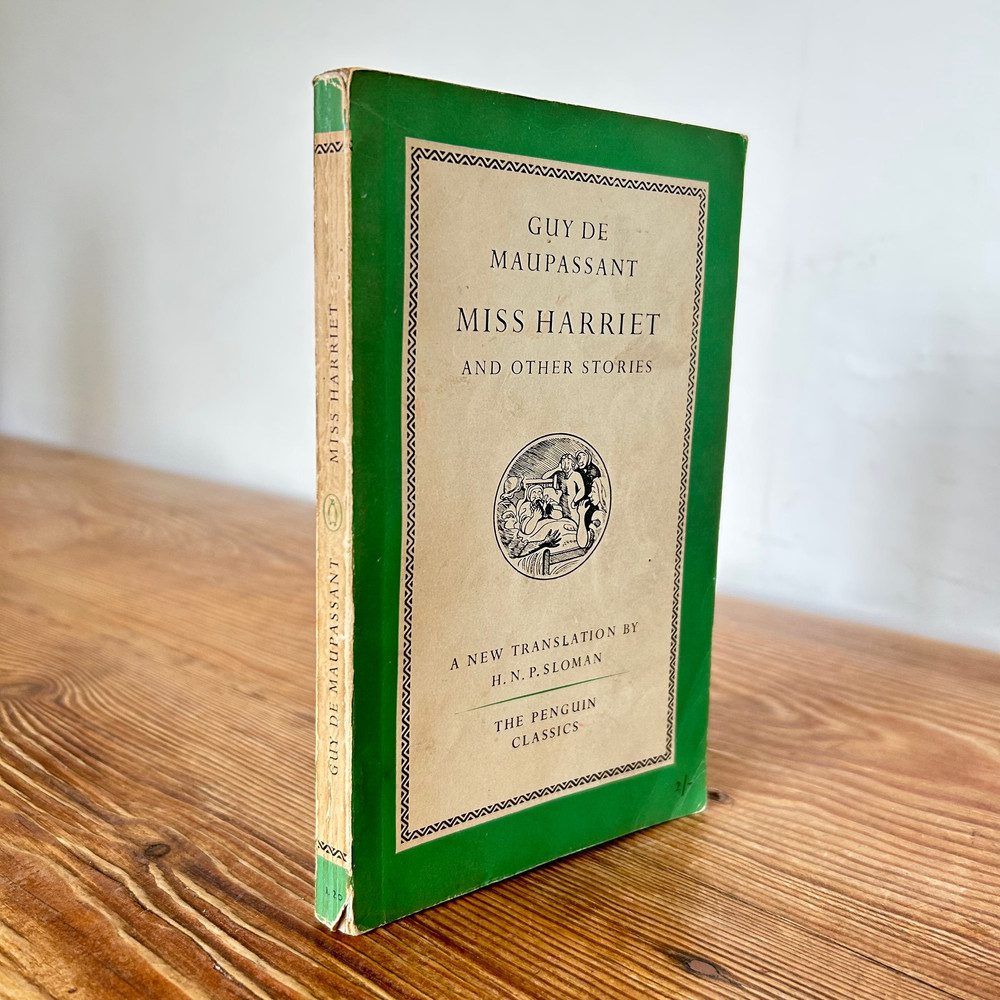 GUY DE
MAUPASSANT
MISS HARRIET
AND OTHER STORIES
A NEW TRANSLATION BY
H. N. P. SLOMAN
THE PENGUIN
CLASSICS
2/-
GUY DE MAUPASSANT
MISS HARRIET